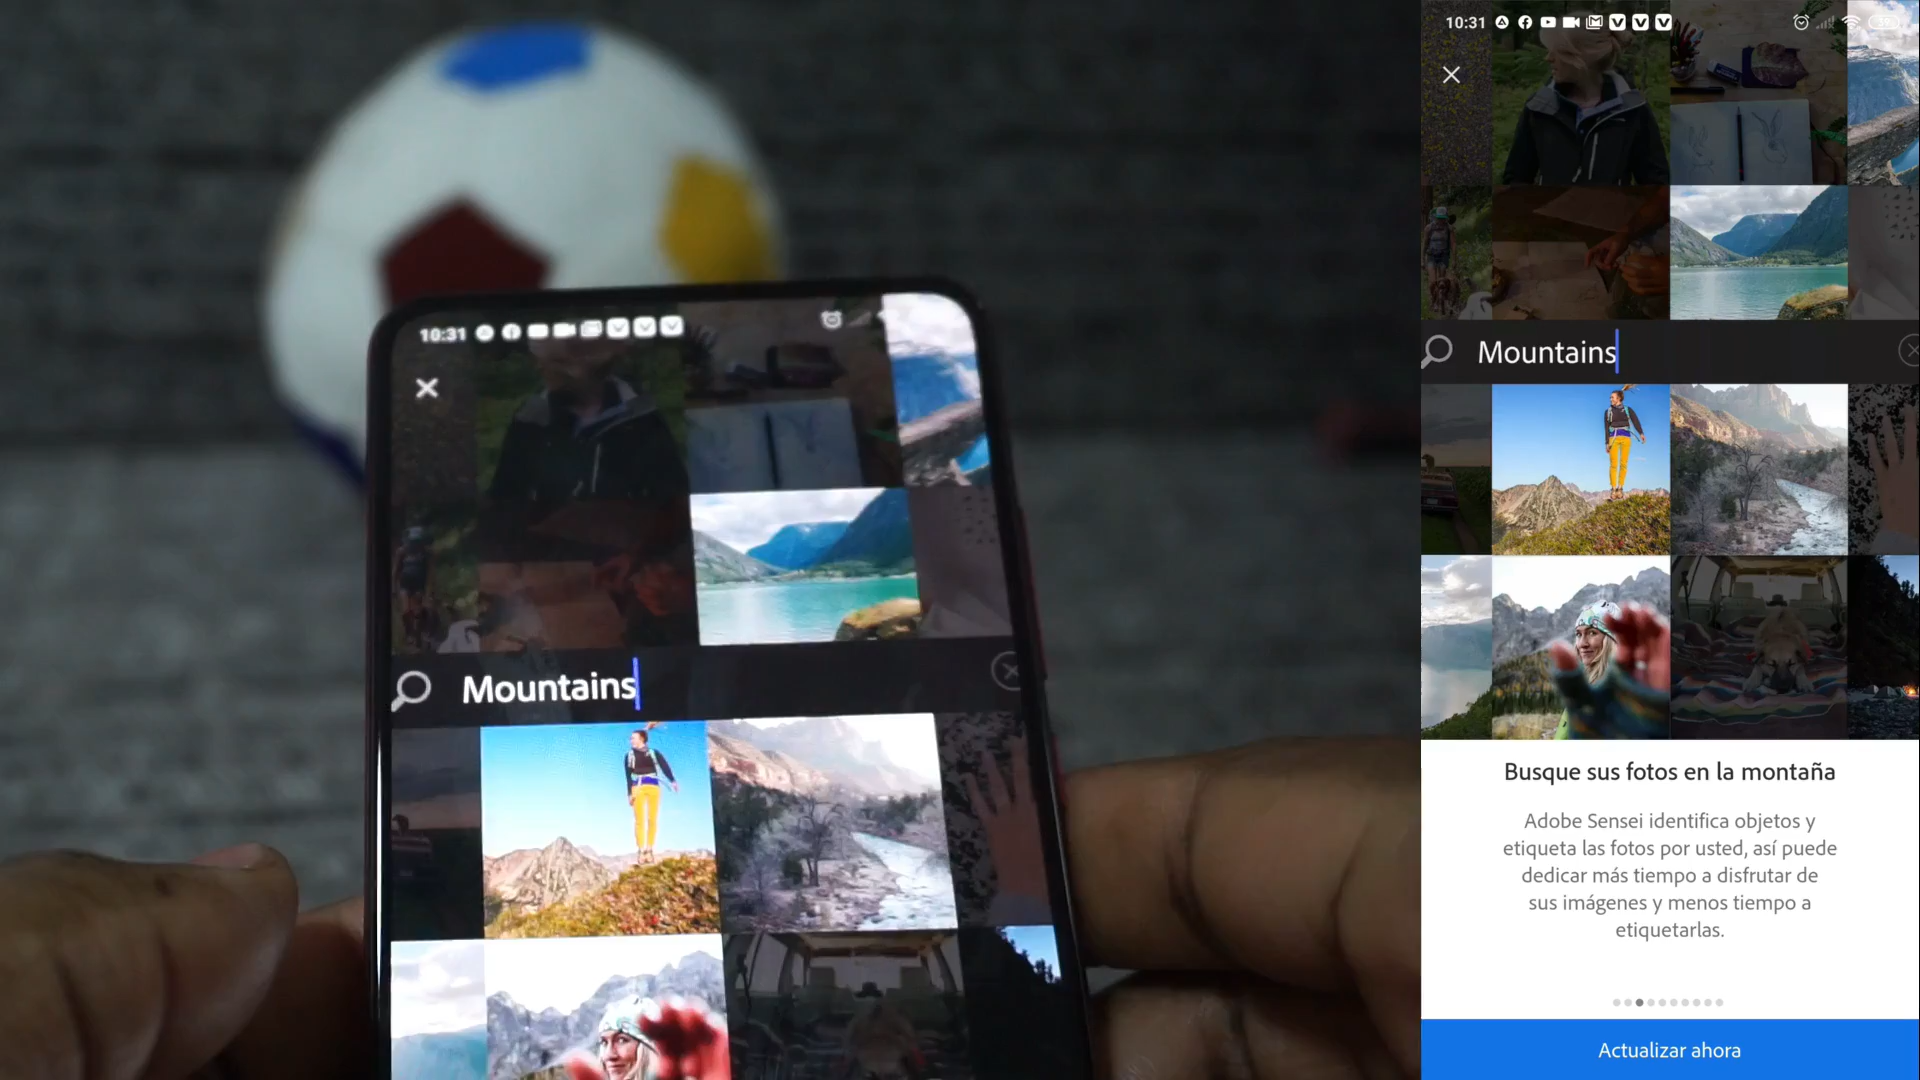 10:31
Mountains
10:31
Mountains
Busque sus fotos en la montaña
Adobe Sensei identifica objetos y
etiqueta las fotos por usted, así puede
dedicar más tiempo a disfrutar de
sus imágenes y menos tiempo a
etiquetarlas.
Actualizar ahora